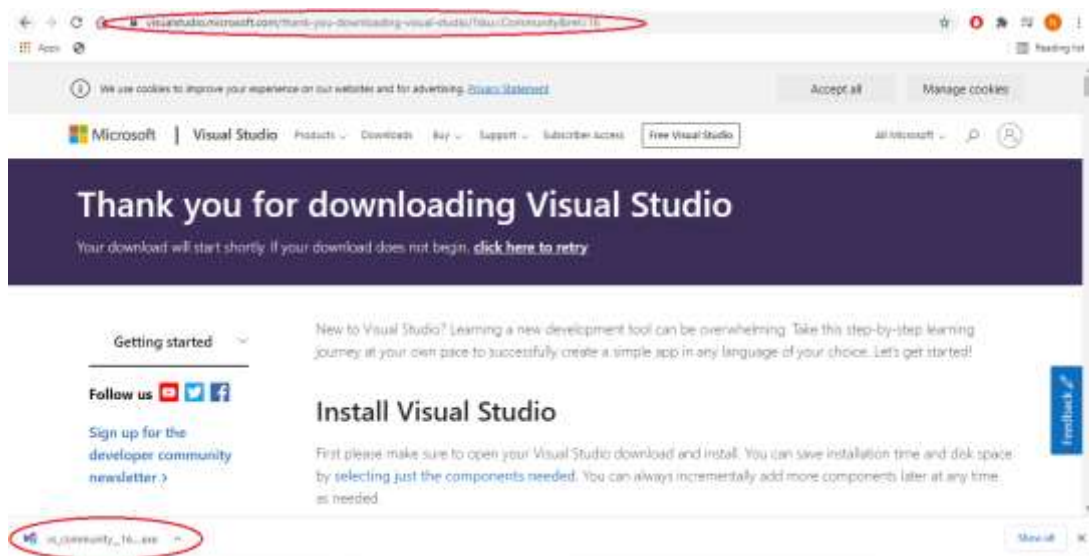 visualstudio.microsoft.com/thank-you-downloading-visual-studio/?sku=Community&rel=16
Apps
Reading list
We use cookies to improve your experience on our websites and for advertising. Privacy Statement
Accept all
Manage cookies
Microsoft | Visual Studio Products Downloads Buy Support Subscriber Access Free Visual Studio All Microsoft
Thank you for downloading Visual Studio
Your download will start shortly. If your download does not begin, click here to retry
Getting started
New to Visual Studio? Learning a new development tool can be overwhelming. Take this step-by-step learning
journey at your own pace to successfully create a simple app in any language of your choice. Let's get started!
Follow us
Install Visual Studio
Sign up for the
developer community
newsletter >
First please make sure to open your Visual Studio download and install. You can save installation time and disk space
by selecting just the components needed. You can always incrementally add more components later at any time
as needed
Feedback
vs_community__16....exe
Show all